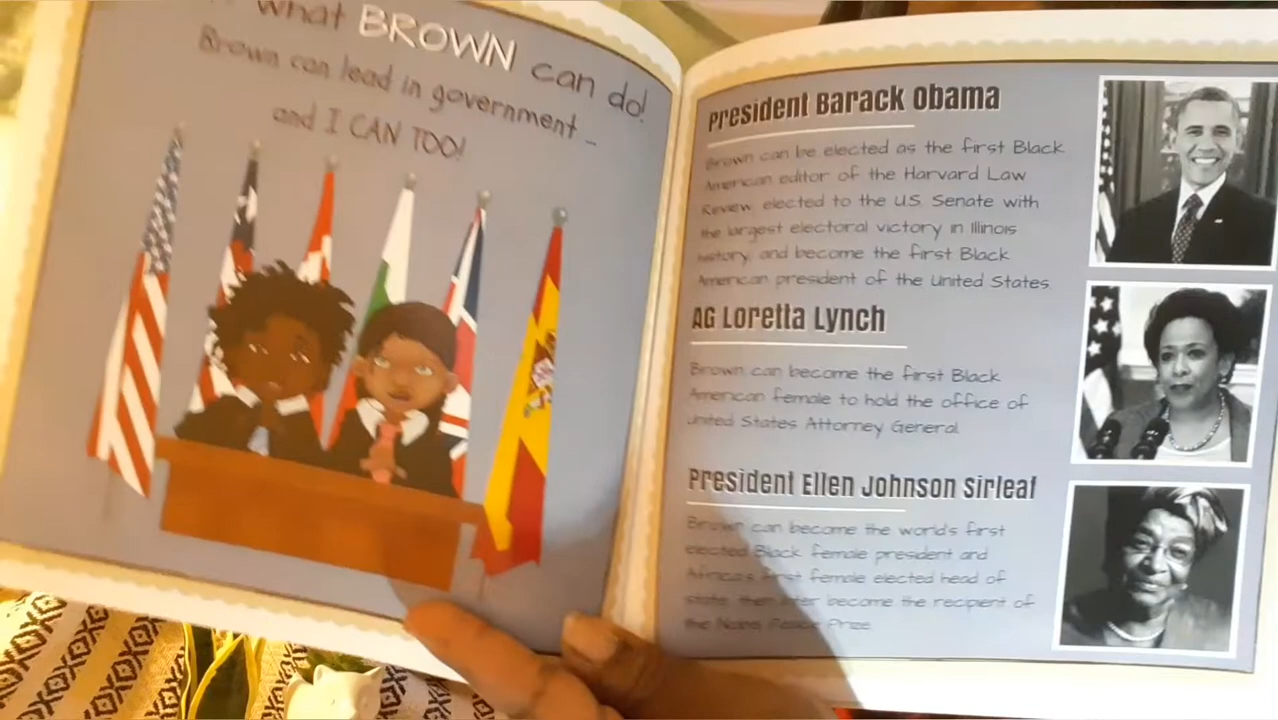 what BROWN can do!
Brown can lead in government ...
and I CAN TOO!
President Barack Obama
Brown can be elected as the first Black
American editor of the Harvard Law
Review elected to the U.S. Senate with
the largest electoral victory in Illinois
history, and become the first Black
American president of the United States.
AG Loretta Lynch
Brown can become the first Black
American female to hold the office of
United States Attorney General.
President Ellen Johnson Sirleaf
Brown can become the world's first
elected Black female president and
Africa's first female elected head of
state, then later become the recipient of
the Nobel Peace Prize.